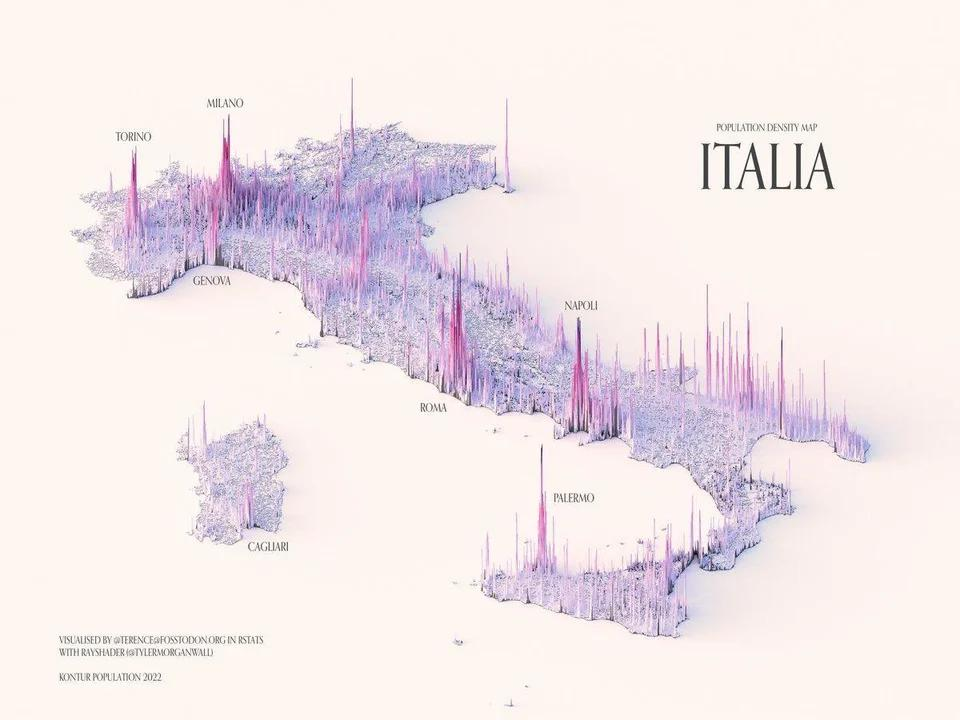 MILANO
TORINO
POPULATION DENSITY MAP
ITALIA
GENOVA
NAPOLI
ROMA
PALERMO
CAGLIARI
VISUALISED BY @TERENCE@FOSSTODON.ORG IN RSTATS
WITH RAYSHADER (@TYLERMORGANWALL)
KONTUR POPULATION 2022